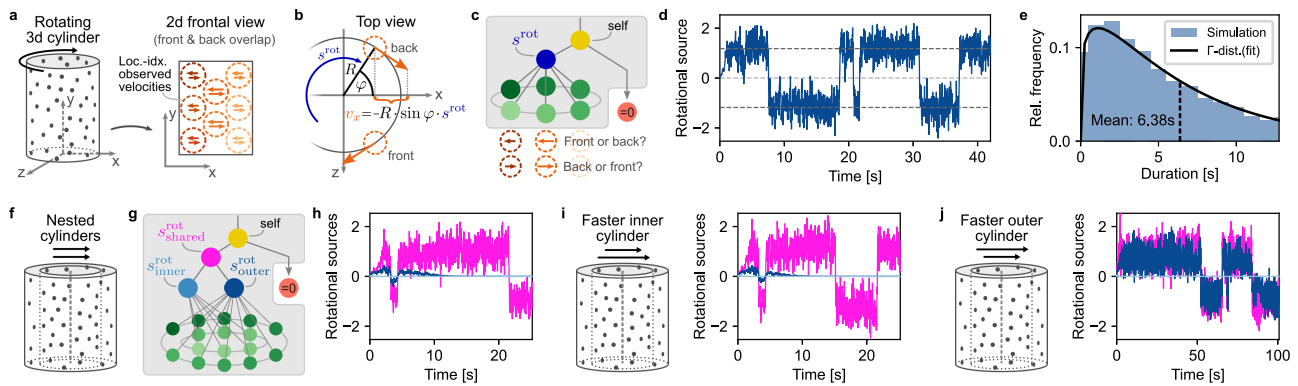 a
Rotating
3d cylinder
2d frontal view
(front & back overlap)
Loc.-idx.
observed
velocities
y
x
z
y
x
b
Top view
s^rot
back
R
φ
x
v_x = -R · sin φ · s^rot
front
z
c
self
s^rot
=0
Front or back?
Back or front?
d
Rotational source
2
0
−2
0
10
20
30
40
Time [s]
e
Rel. frequency
0.1
0.0
Simulation
Γ-dist.(fit)
Mean: 6.38s
0
5
10
Duration [s]
f
Nested
cylinders
g
self
s^rot_shared
s^rot_inner
s^rot_outer
=0
h
Rotational sources
2
0
−2
0
10
20
Time [s]
i
Faster inner
cylinder
Rotational sources
2
0
−2
0
10
20
Time [s]
j
Faster outer
cylinder
Rotational sources
2
0
−2
0
25
50
75
100
Time [s]